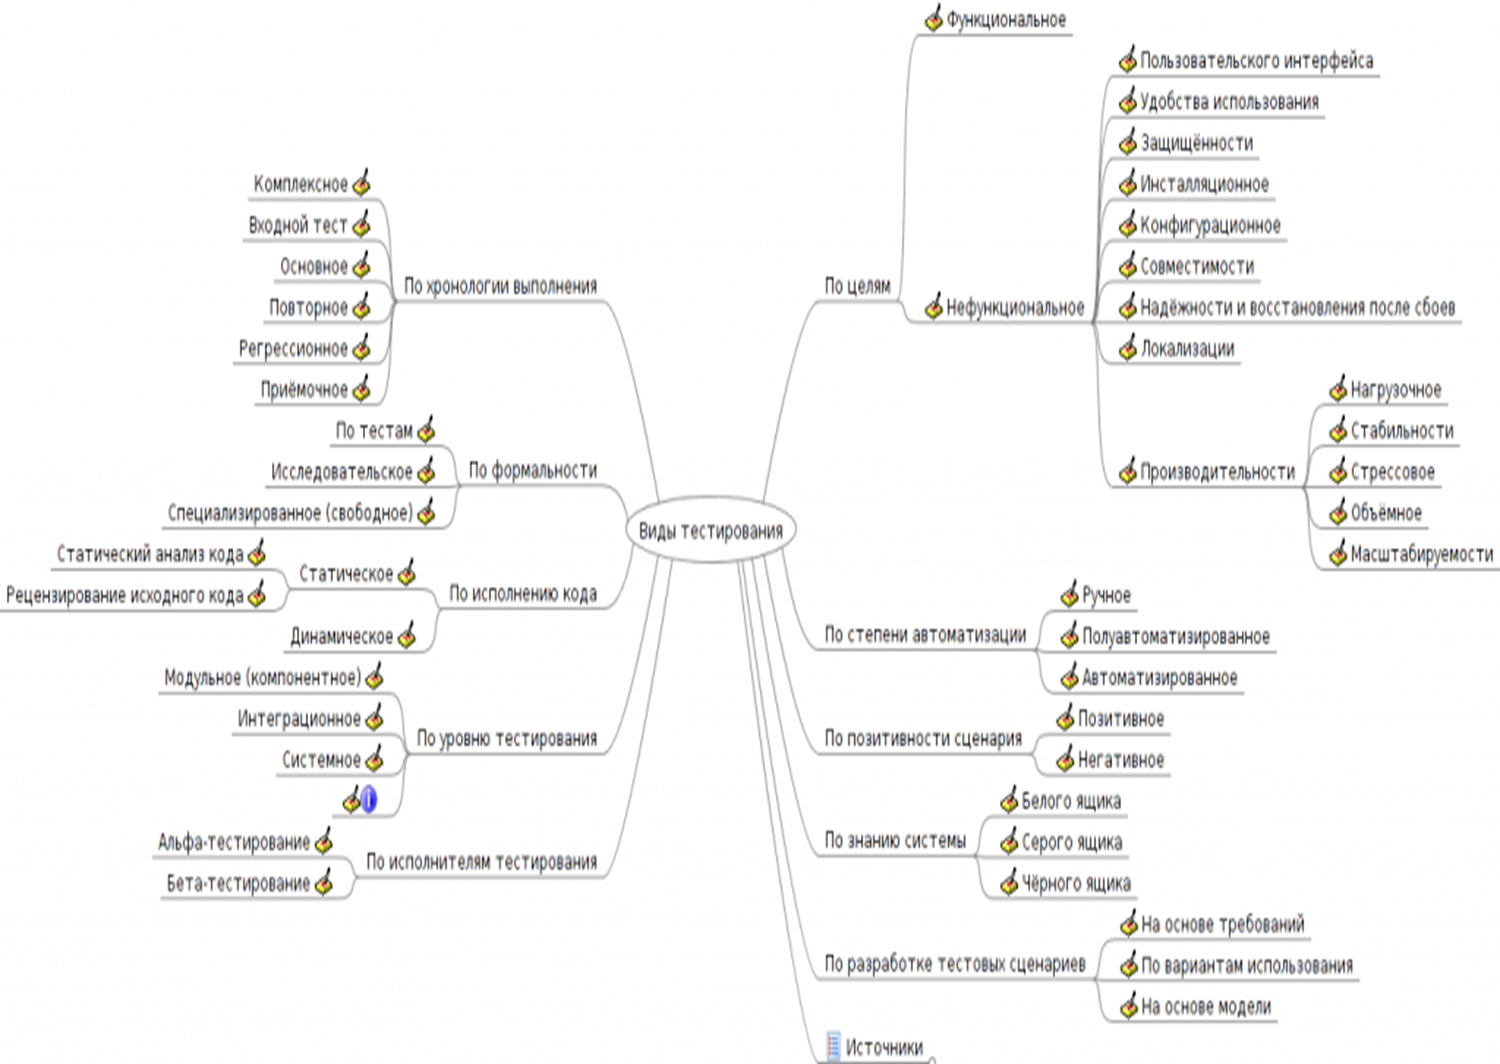 Виды тестирования
По целям
Функциональное
Нефункциональное
Пользовательского интерфейса
Удобства использования
Защищённости
Инсталляционное
Конфигурационное
Совместимости
Надёжности и восстановления после сбоев
Локализации
Производительности
Нагрузочное
Стабильности
Стрессовое
Объёмное
Масштабируемости
По степени автоматизации
Ручное
Полуавтоматизированное
Автоматизированное
По позитивности сценария
Позитивное
Негативное
По знанию системы
Белого ящика
Серого ящика
Чёрного ящика
По разработке тестовых сценариев
На основе требований
По вариантам использования
На основе модели
Источники
По хронологии выполнения
Комплексное
Входной тест
Основное
Повторное
Регрессионное
Приёмочное
По формальности
По тестам
Исследовательское
Специализированное (свободное)
По исполнению кода
Статическое
Статический анализ кода
Рецензирование исходного кода
Динамическое
По уровню тестирования
Модульное (компонентное)
Интеграционное
Системное
По исполнителям тестирования
Альфа-тестирование
Бета-тестирование